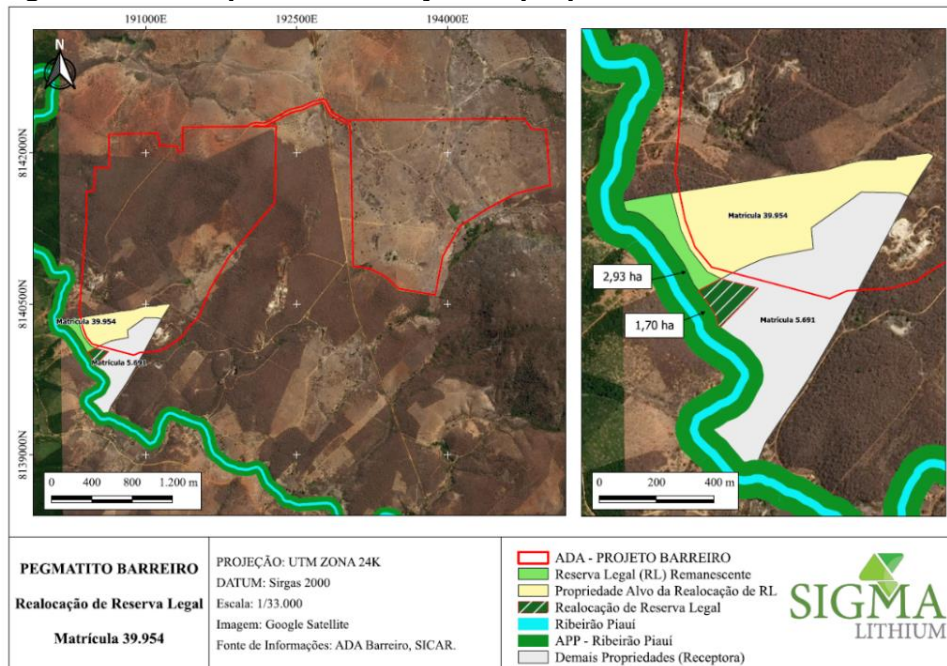 191000E 192500E 194000E
N
8142000N
8140500N
8139000N
Matrícula 39.954
Matrícula 5.691
0 400 800 1.200 m
Matrícula 39.954
2,93 ha
1,70 ha
Matrícula 5.691
0 200 400 m
PEGMATITO BARREIRO
Realocação de Reserva Legal
Matrícula 39.954
PROJEÇÃO: UTM ZONA 24K
DATUM: Sirgas 2000
Escala: 1/33.000
Imagem: Google Satellite
Fonte de Informações: ADA Barreiro, SICAR.
ADA - PROJETO BARREIRO
Reserva Legal (RL) Remanescente
Propriedade Alvo da Realocação de RL
Realocação de Reserva Legal
Ribeirão Piauí
APP - Ribeirão Piauí
Demais Propriedades (Receptora)
SIGMA
LITHIUM